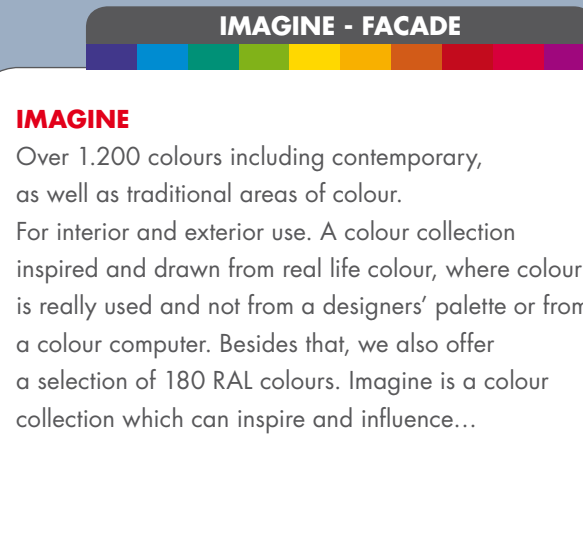 IMAGINE - FACADE
IMAGINE
Over 1.200 colours including contemporary,
as well as traditional areas of colour.
For interior and exterior use. A colour collection
inspired and drawn from real life colour, where colour
is really used and not from a designers’ palette or from
a colour computer. Besides that, we also offer
a selection of 180 RAL colours. Imagine is a colour
collection which can inspire and influence…